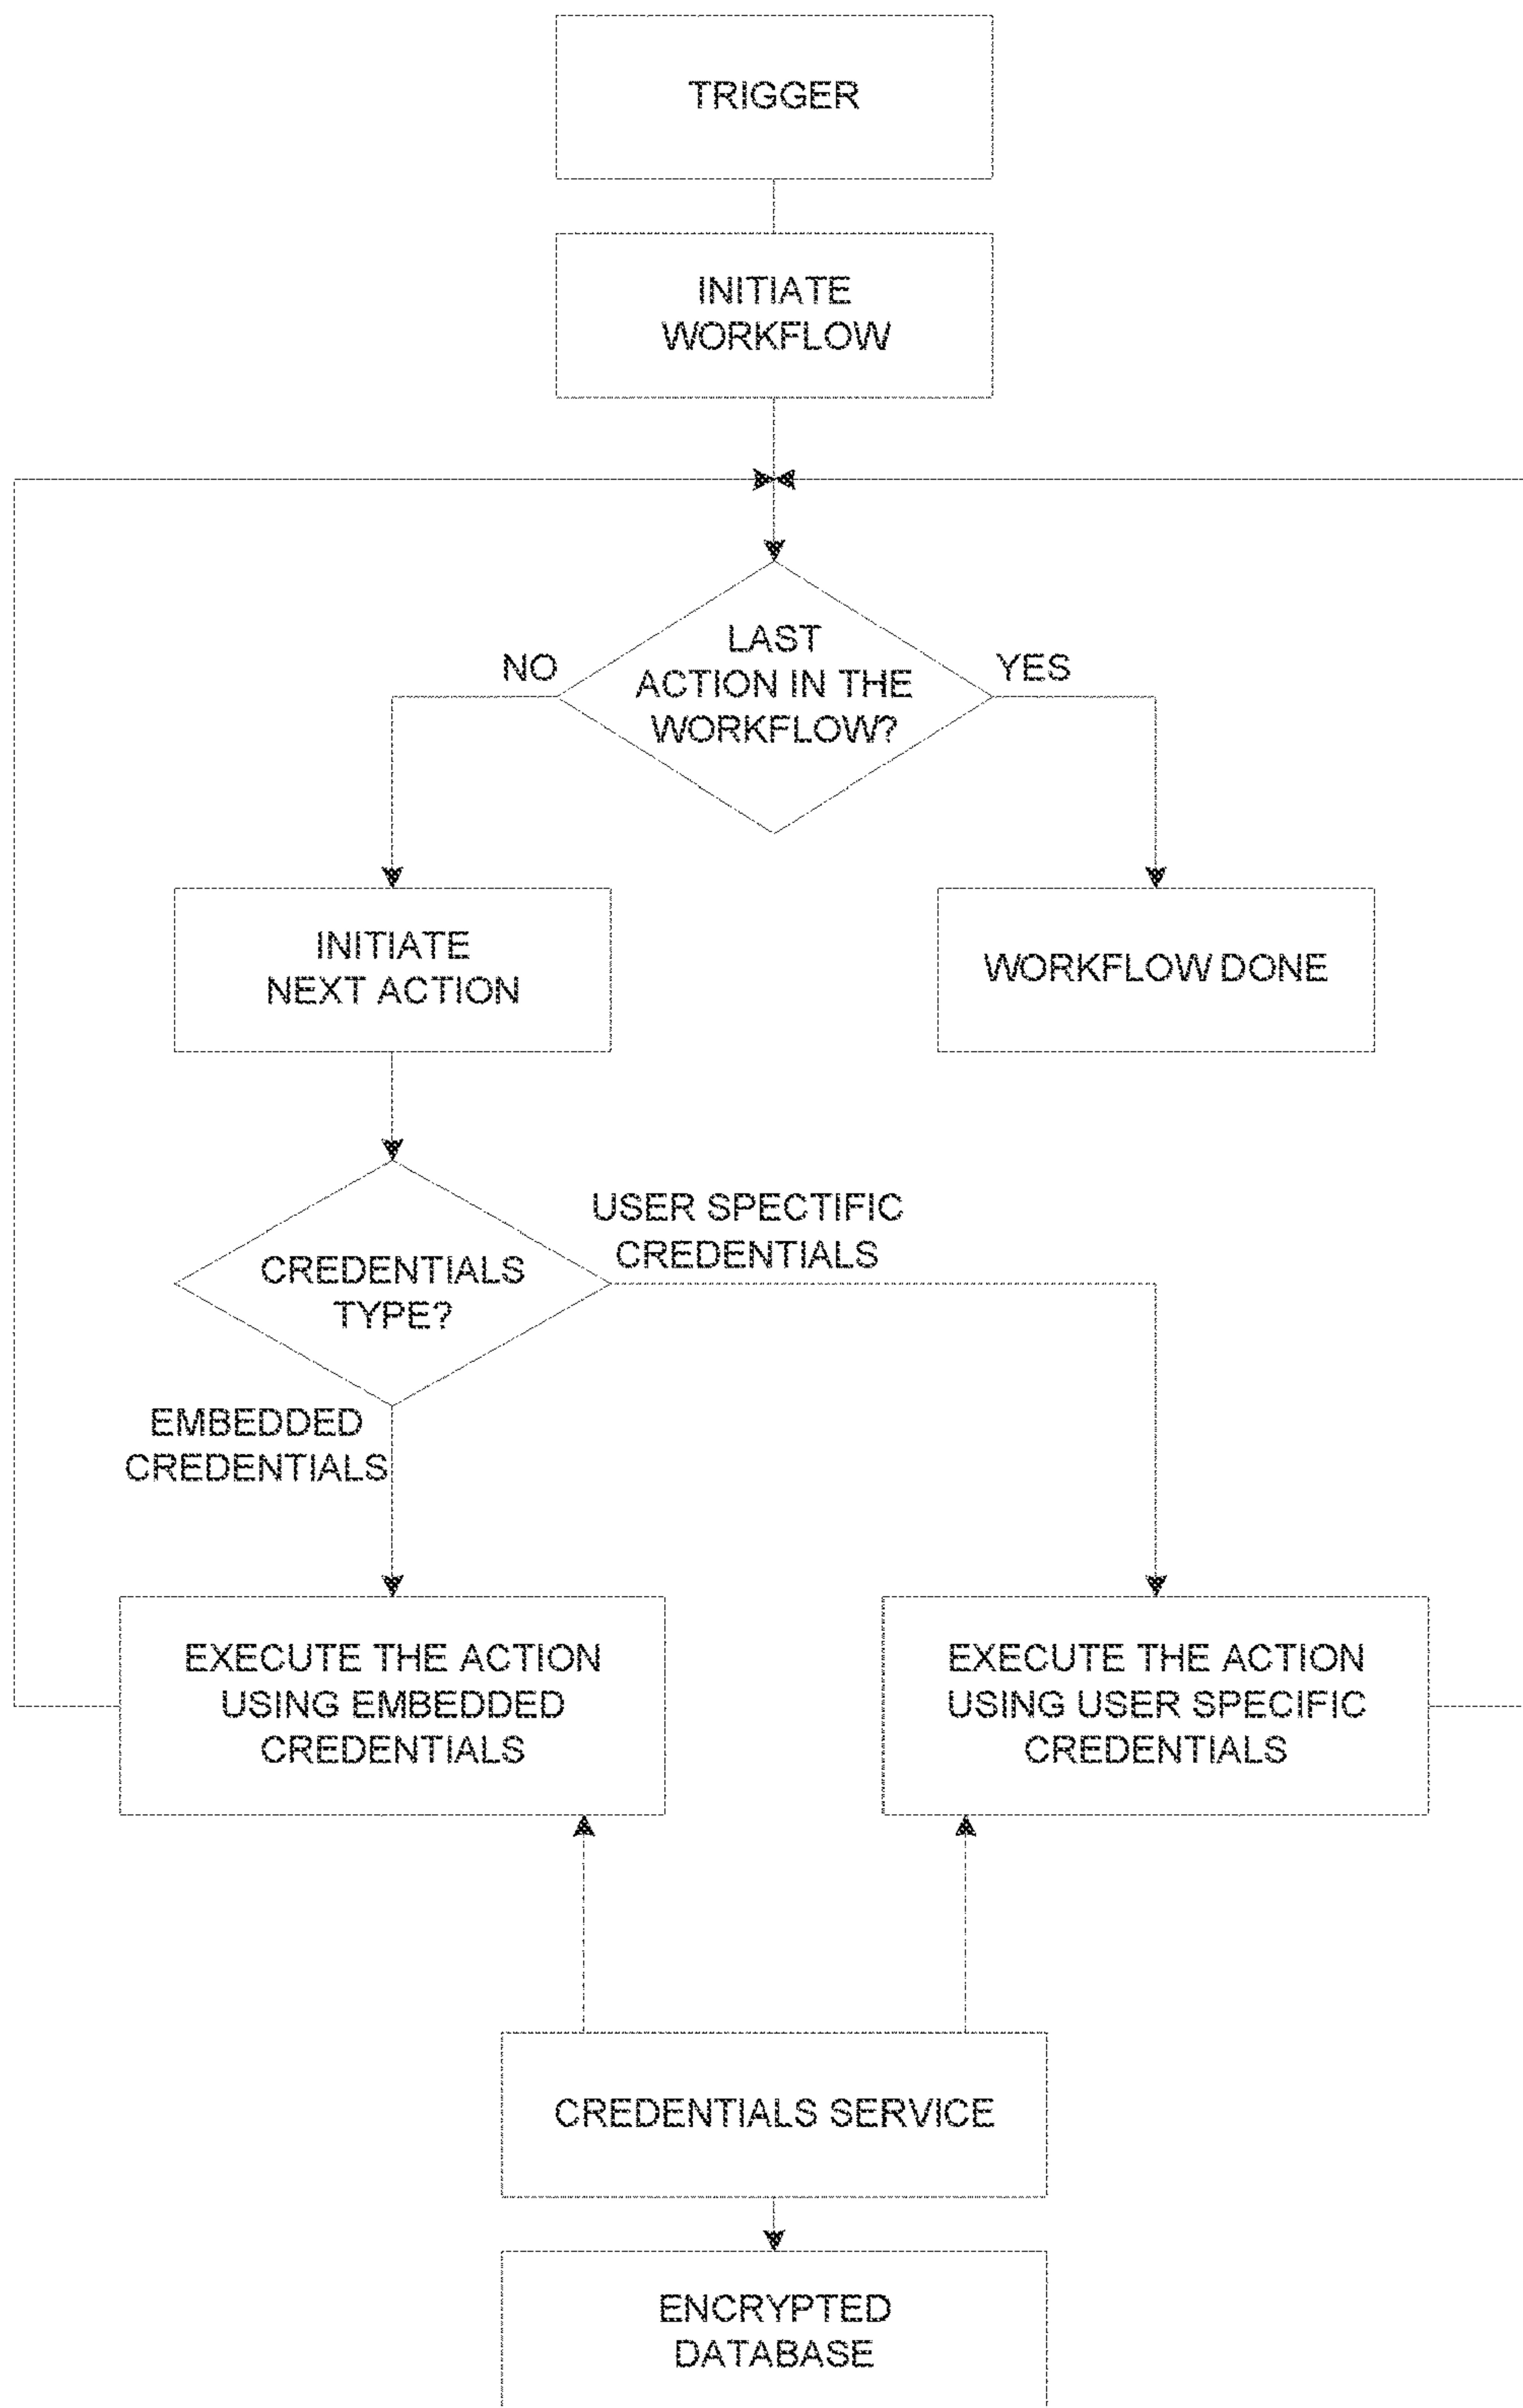 TRIGGER
INITIATE
WORKFLOW
LAST
ACTION IN THE
WORKFLOW?
NO
YES
INITIATE
NEXT ACTION
WORKFLOW DONE
USER SPECTIFIC
CREDENTIALS
CREDENTIALS
TYPE?
EMBEDDED
CREDENTIALS
EXECUTE THE ACTION
USING EMBEDDED
CREDENTIALS
EXECUTE THE ACTION
USING USER SPECIFIC
CREDENTIALS
CREDENTIALS SERVICE
ENCRYPTED
DATABASE